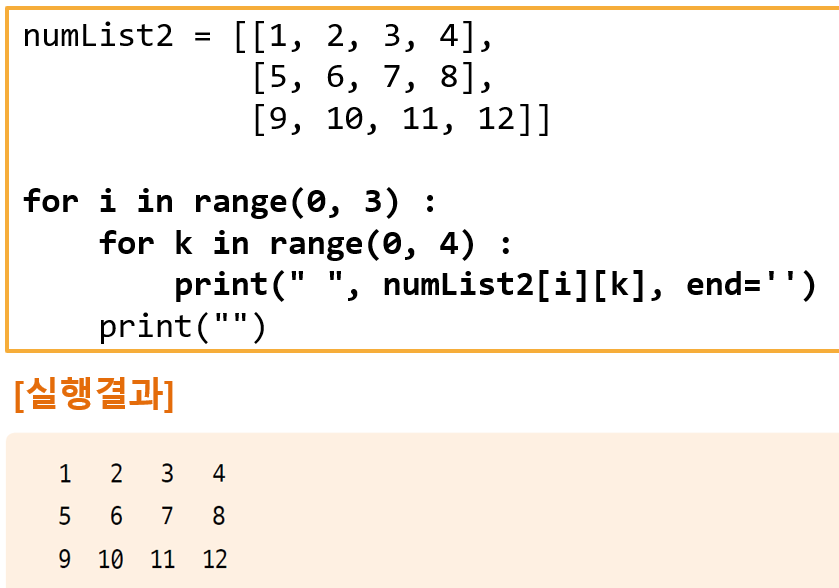 numList2 = [[1, 2, 3, 4],
            [5, 6, 7, 8],
            [9, 10, 11, 12]]
for i in range(0, 3) :
    for k in range(0, 4) :
        print(" ", numList2[i][k], end='')
    print("")
[실행결과]
1 2 3 4
5 6 7 8
9 10 11 12